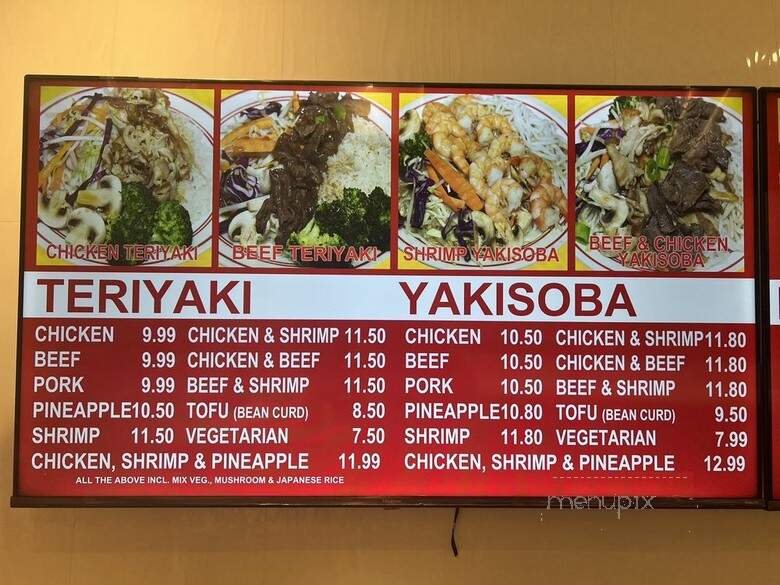 CHICKEN TERIYAKI
BEEF TERIYAKI
SHRIMP YAKISOBA
BEEF & CHICKEN
YAKISOBA
TERIYAKI
CHICKEN 9.99 CHICKEN & SHRIMP 11.50
BEEF 9.99 CHICKEN & BEEF 11.50
PORK 9.99 BEEF & SHRIMP 11.50
PINEAPPLE 10.50 TOFU (BEAN CURD) 8.50
SHRIMP 11.50 VEGETARIAN 7.50
CHICKEN, SHRIMP & PINEAPPLE 11.99
ALL THE ABOVE INCL. MIX VEG., MUSHROOM & JAPANESE RICE
YAKISOBA
CHICKEN 10.50 CHICKEN & SHRIMP 11.80
BEEF 10.50 CHICKEN & BEEF 11.80
PORK 10.50 BEEF & SHRIMP 11.80
PINEAPPLE 10.80 TOFU (BEAN CURD) 9.50
SHRIMP 11.80 VEGETARIAN 7.99
CHICKEN, SHRIMP & PINEAPPLE 12.99
menupix